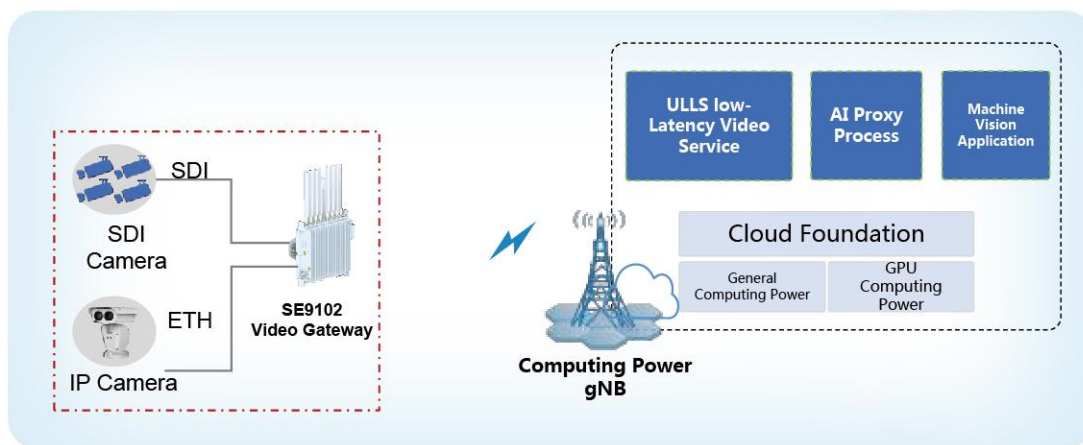 SDI
SDI
Camera
ETH
IP Camera
SE9102
Video Gateway
Computing Power
gNB
ULLS low-
Latency Video
Service
AI Proxy
Process
Machine
Vision
Application
Cloud Foundation
General
Computing Power
GPU
Computing
Power